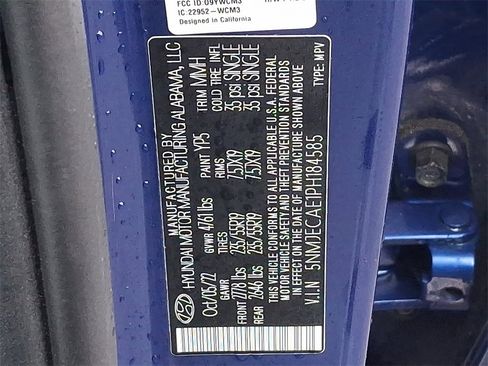 FCC ID:O9YWCM3
IC:22952-WCM3
Designed in California
MANUFACTURED BY
HYUNDAI MOTOR MANUFACTURING ALABAMA, LLC
Oct/05/22 GVWR 4761 lbs PAINT YP5 TRIM MMH
GAWR TIRES RIMS COLD TIRE INF.
FRONT 2778 lbs 235/55R19 7.5JX19 35 psi SINGLE
REAR 2646 lbs 235/55R19 7.5JX19 35 psi SINGLE
THIS VEHICLE CONFORMS TO ALL APPLICABLE U.S.A. FEDERAL
MOTOR VEHICLE SAFETY AND THEFT PREVENTION STANDARDS
IN EFFECT ON THE DATE OF MANUFACTURE SHOWN ABOVE.
V.I.N: 5NMJECAE1PH184585 TYPE: MPV